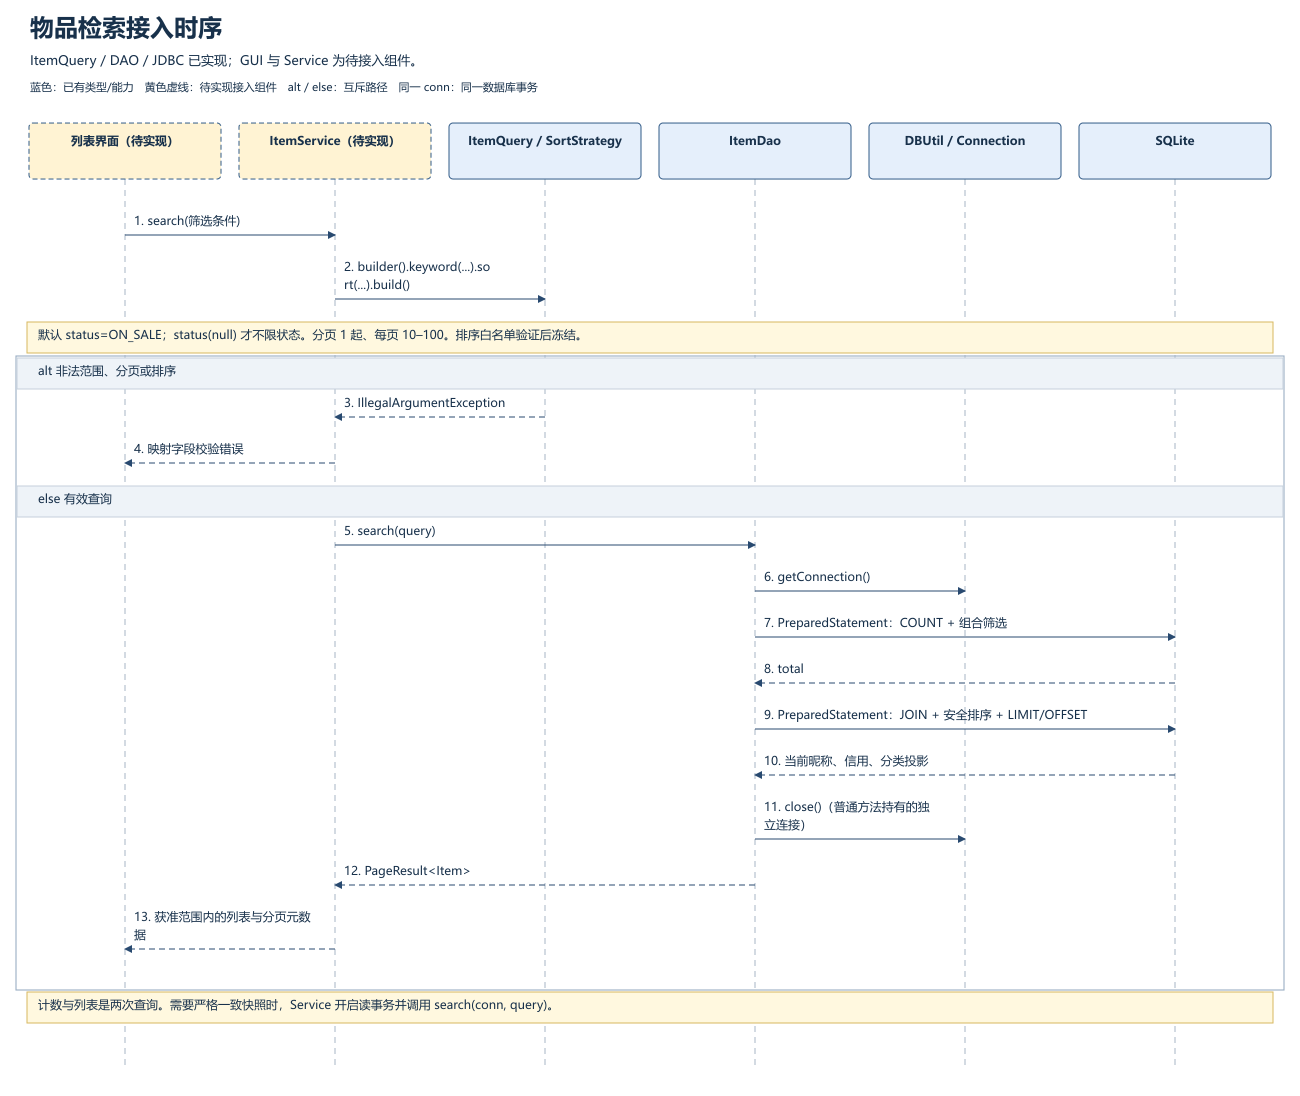 物品检索接入时序
ItemQuery / DAO / JDBC 已实现；GUI 与 Service 为待接入组件。
蓝色：已有类型/能力　黄色虚线：待实现接入组件　alt / else：互斥路径　同一 conn：同一数据库事务
列表界面（待实现）
ItemService（待实现）
ItemQuery / SortStrategy
ItemDao
DBUtil / Connection
SQLite
1. search(筛选条件)
2. builder().keyword(...).so
rt(...).build()
默认 status=ON_SALE；status(null) 才不限状态。分页 1 起、每页 10–100。排序白名单验证后冻结。
alt 非法范围、分页或排序
3. IllegalArgumentException
4. 映射字段校验错误
else 有效查询
5. search(query)
6. getConnection()
7. PreparedStatement：COUNT + 组合筛选
8. total
9. PreparedStatement：JOIN + 安全排序 + LIMIT/OFFSET
10. 当前昵称、信用、分类投影
11. close()（普通方法持有的独
立连接）
12. PageResult<Item>
13. 获准范围内的列表与分页元数
据
计数与列表是两次查询。需要严格一致快照时，Service 开启读事务并调用 search(conn, query)。